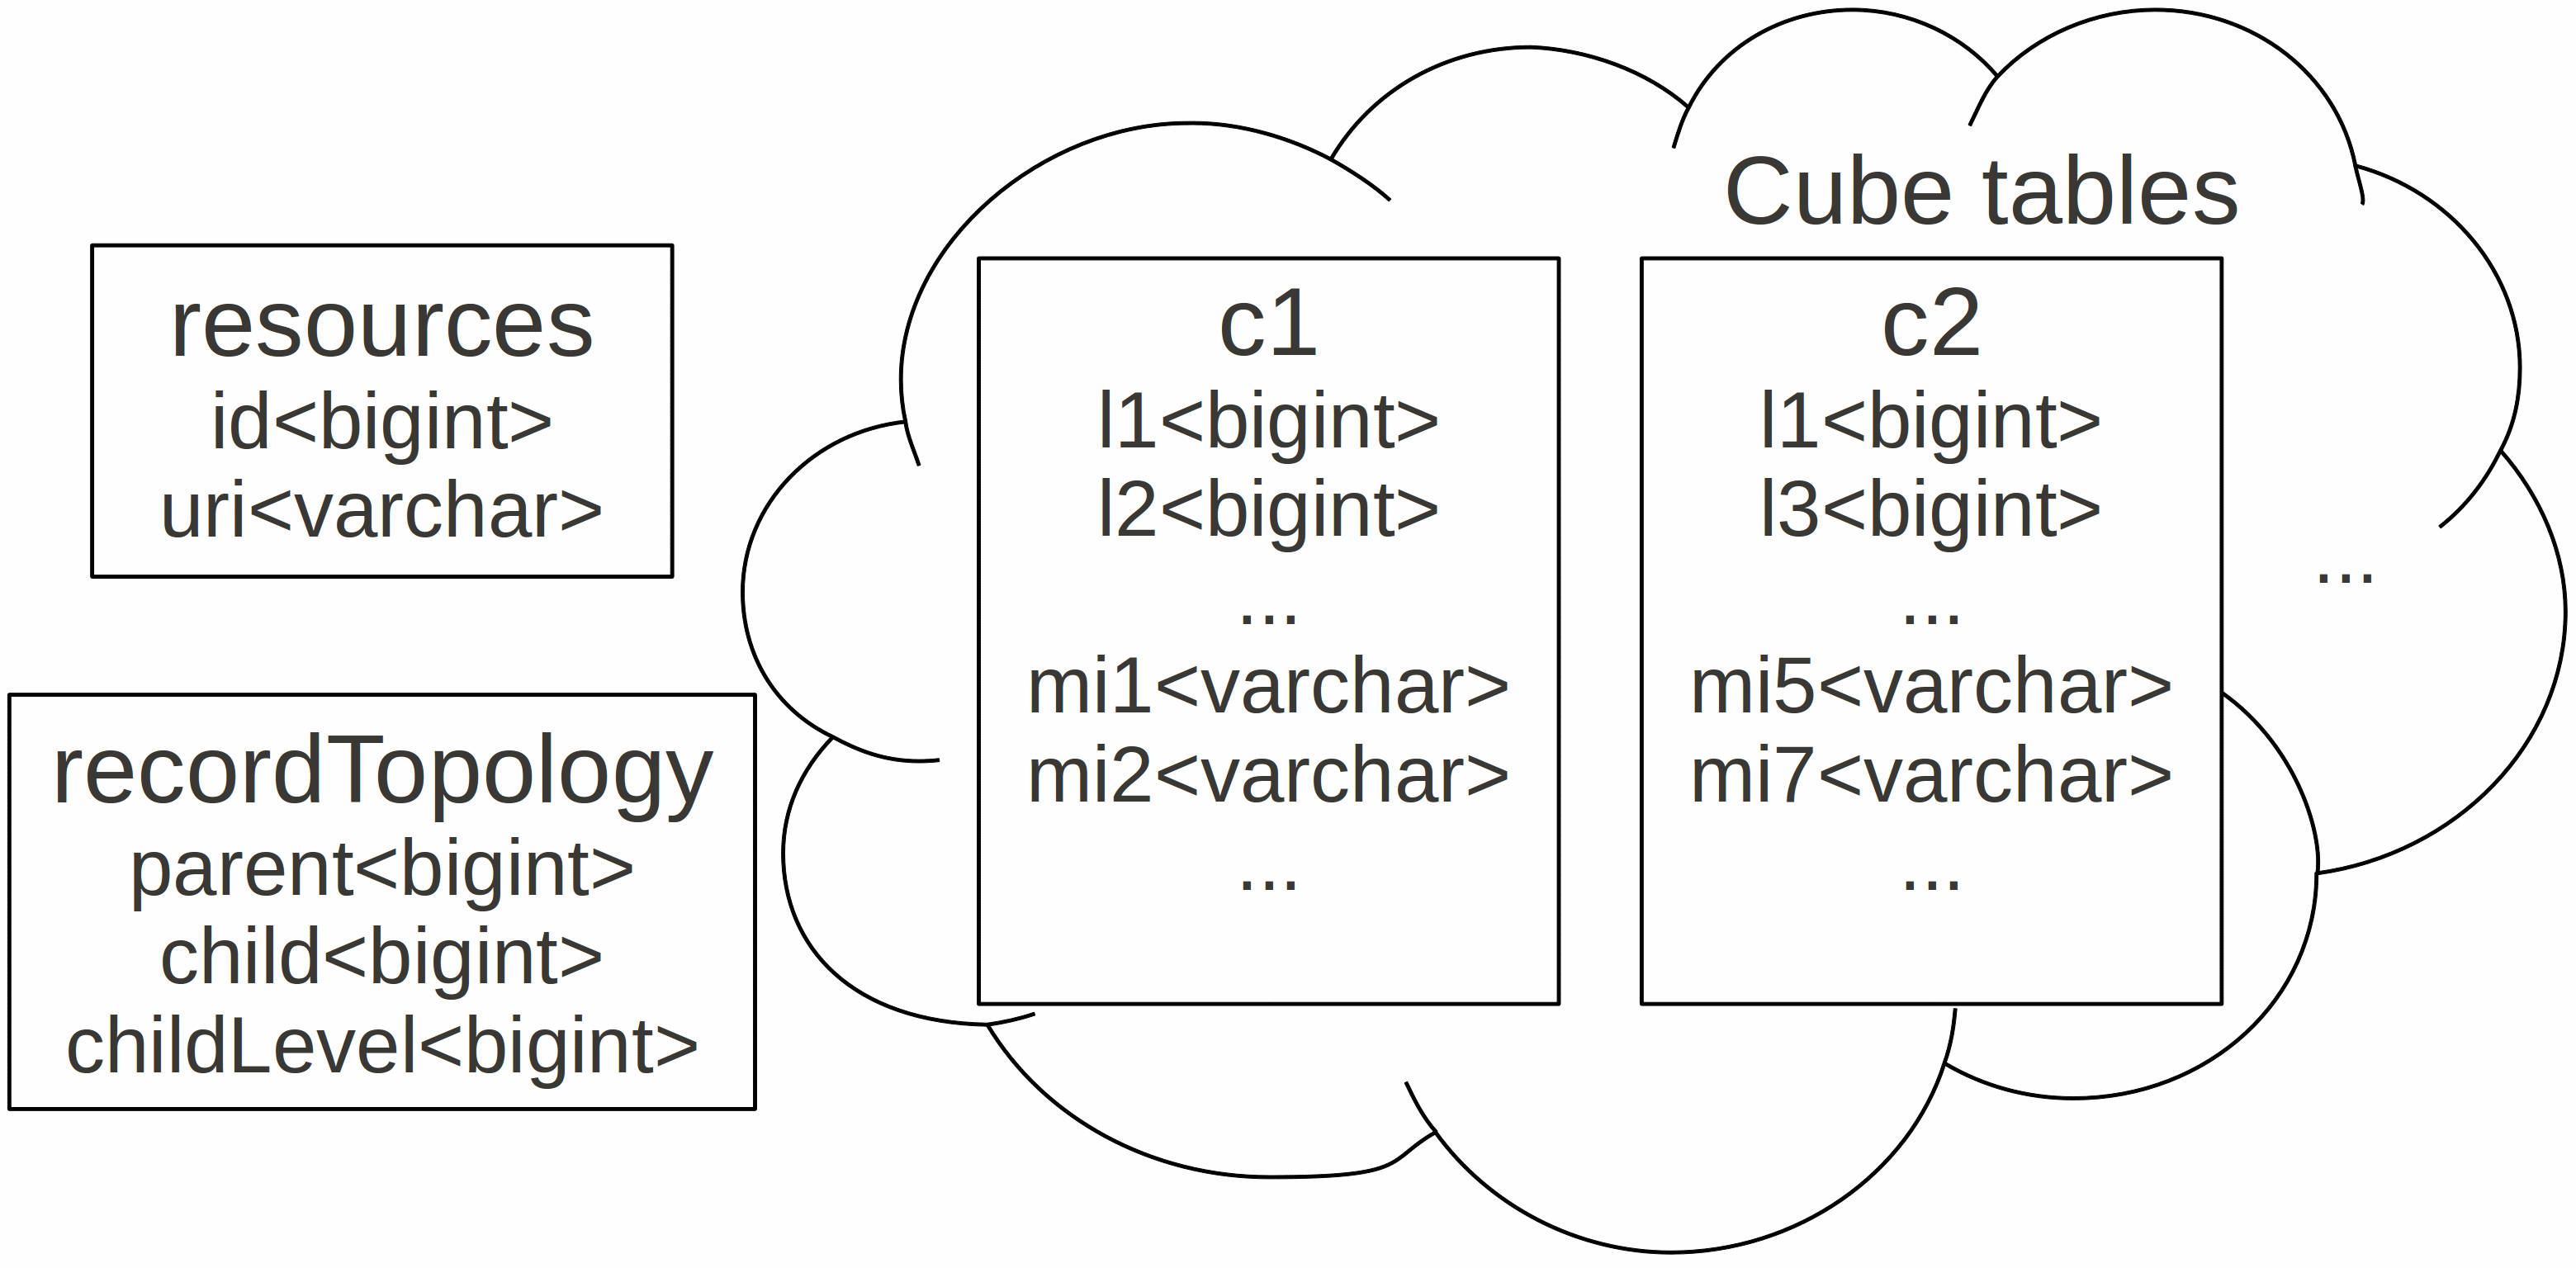 resources
id<bigint>
uri<varchar>
recordTopology
parent<bigint>
child<bigint>
childLevel<bigint>
Cube tables
c1
l1<bigint>
l2<bigint>
...
mi1<varchar>
mi2<varchar>
...
c2
l1<bigint>
l3<bigint>
...
mi5<varchar>
mi7<varchar>
...
...